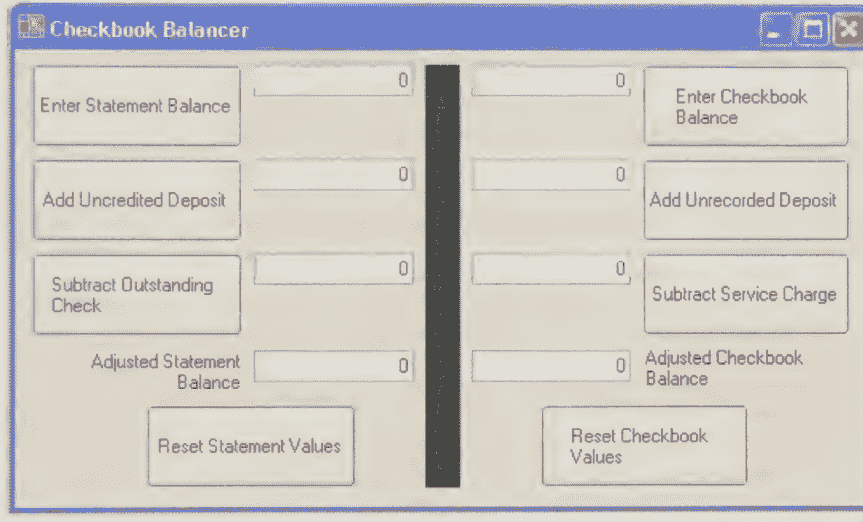 Checkbook Balancer
Enter Statement Balance
0
0
Enter Checkbook
Balance
Add Uncredited Deposit
0
0
Add Unrecorded Deposit
Subtract Outstanding
Check
0
0
Subtract Service Charge
Adjusted Statement
Balance
0
0
Adjusted Checkbook
Balance
Reset Statement Values
Reset Checkbook
Values